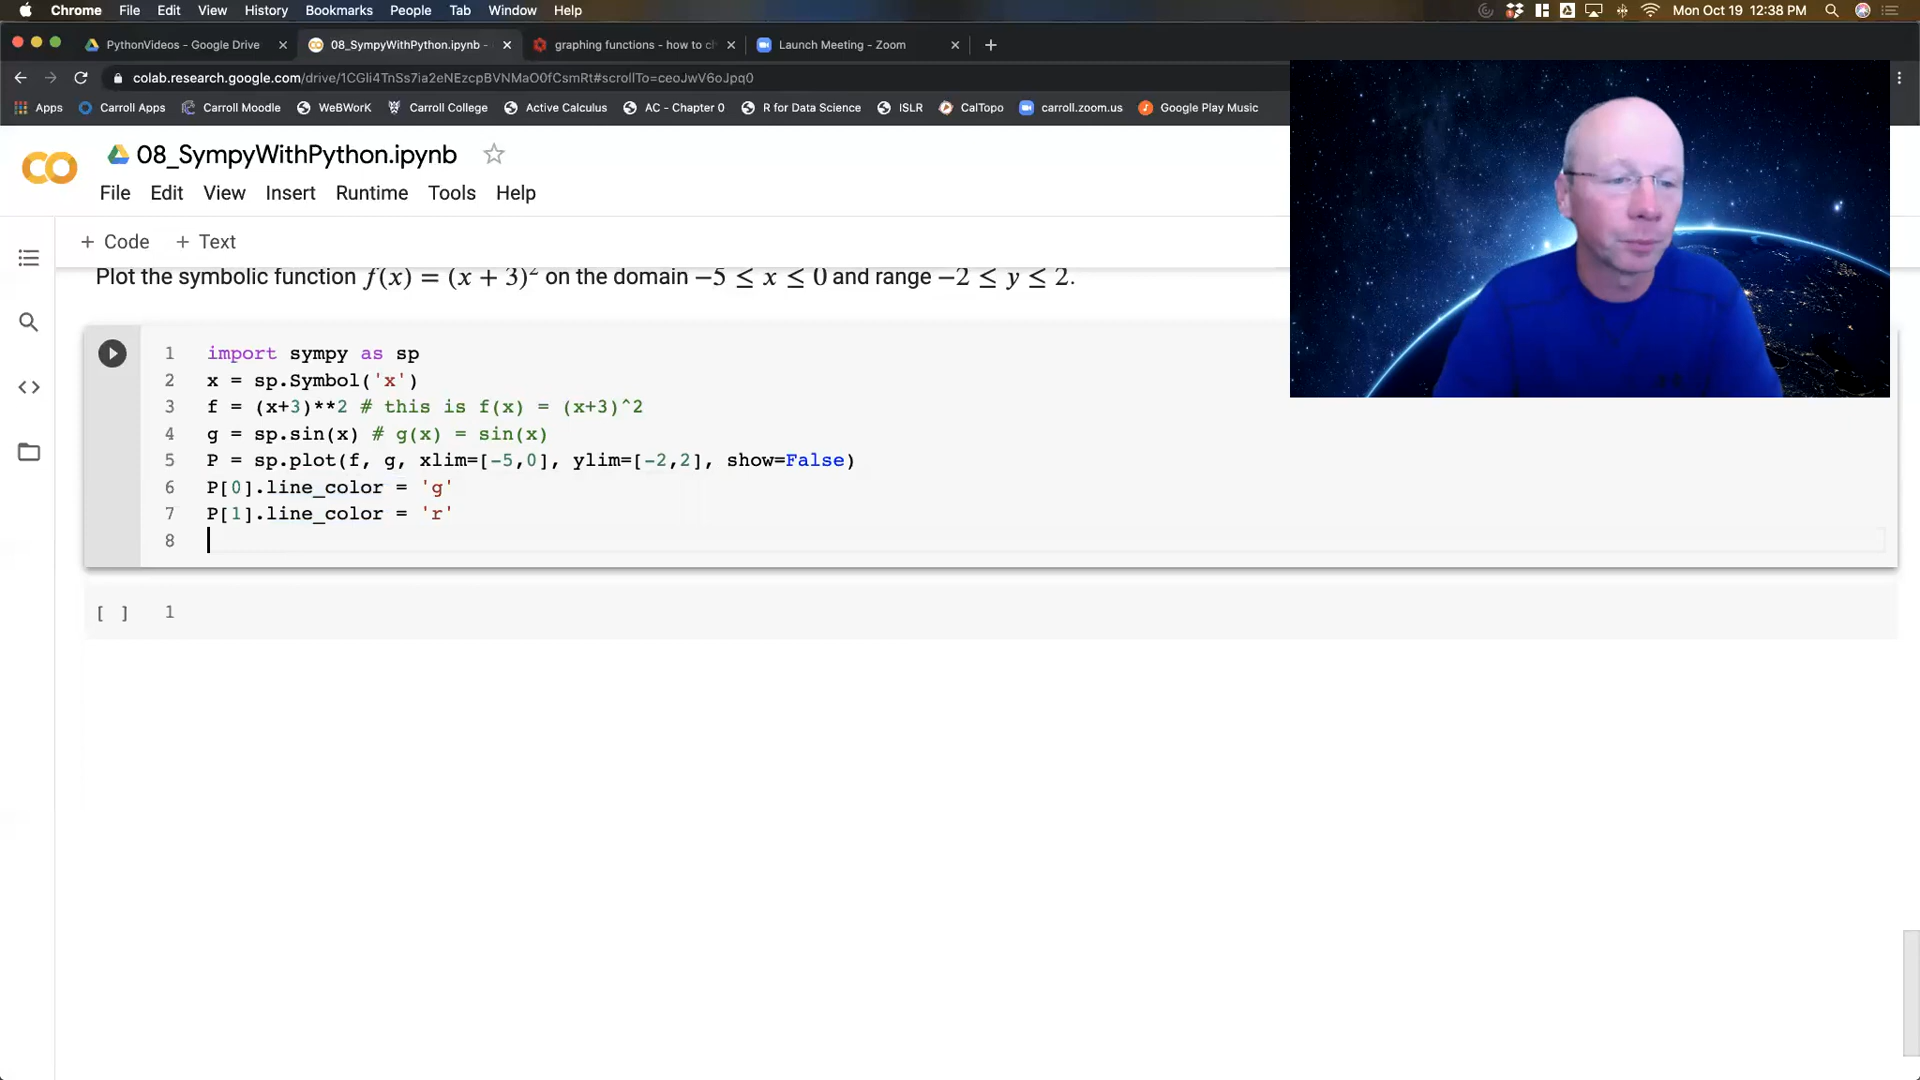 Chrome File Edit View History Bookmarks People Tab Window Help Mon Oct 19 12:38 PM
PythonVideos - Google Drive 08_SympyWithPython.ipynb - graphing functions - how to cl Launch Meeting - Zoom
colab.research.google.com/drive/1CGli4TnSs7ia2eNEzcpBVNMaO0fCsmRt#scrollTo=ceoJwV6oJpq0
Apps Carroll Apps Carroll Moodle WeBWorK Carroll College Active Calculus AC - Chapter 0 R for Data Science ISLR CalTopo carroll.zoom.us Google Play Music
08_SympyWithPython.ipynb
File Edit View Insert Runtime Tools Help
+ Code + Text
Plot the symbolic function f(x) = (x + 3)² on the domain −5 ≤ x ≤ 0 and range −2 ≤ y ≤ 2.
1 import sympy as sp
2 x = sp.Symbol('x')
3 f = (x+3)**2 # this is f(x) = (x+3)^2
4 g = sp.sin(x) # g(x) = sin(x)
5 P = sp.plot(f, g, xlim=[-5,0], ylim=[-2,2], show=False)
6 P[0].line_color = 'g'
7 P[1].line_color = 'r'
8
[ ] 1